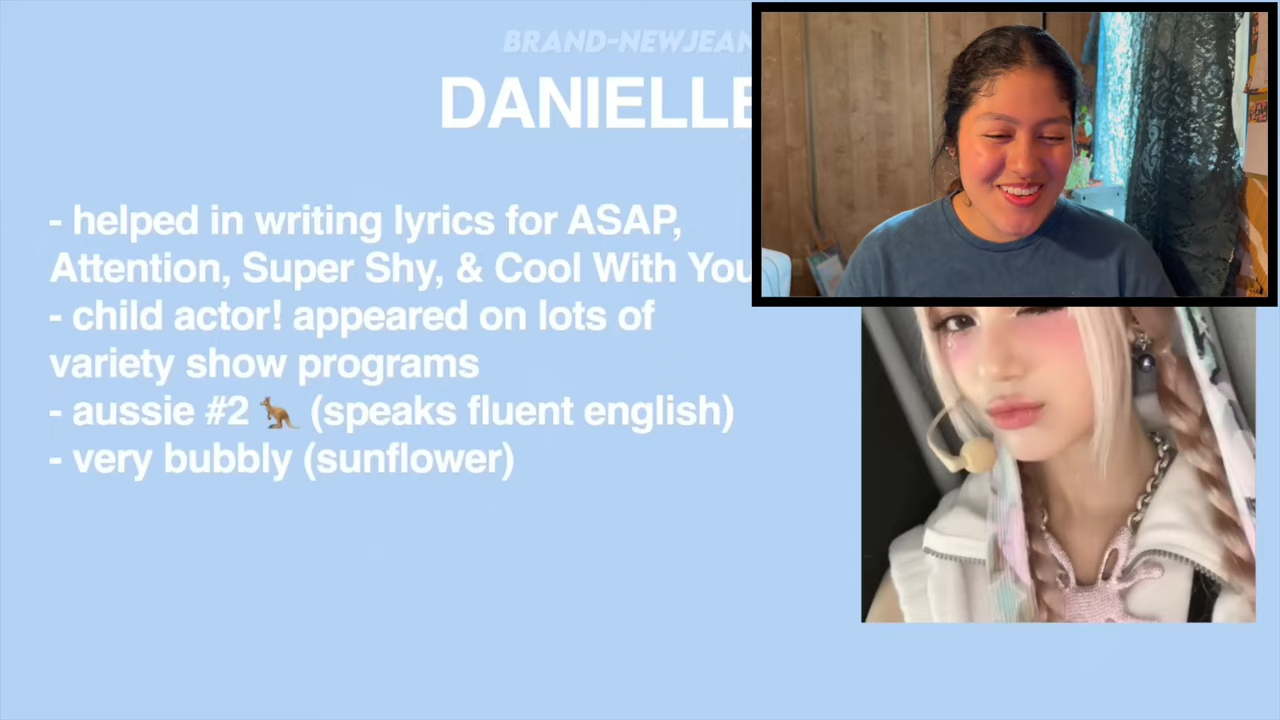 BRAND-NEWJEAN
DANIELLE
- helped in writing lyrics for ASAP,
Attention, Super Shy, & Cool With You
- child actor! appeared on lots of
variety show programs
- aussie #2 🦘 (speaks fluent english)
- very bubbly (sunflower)